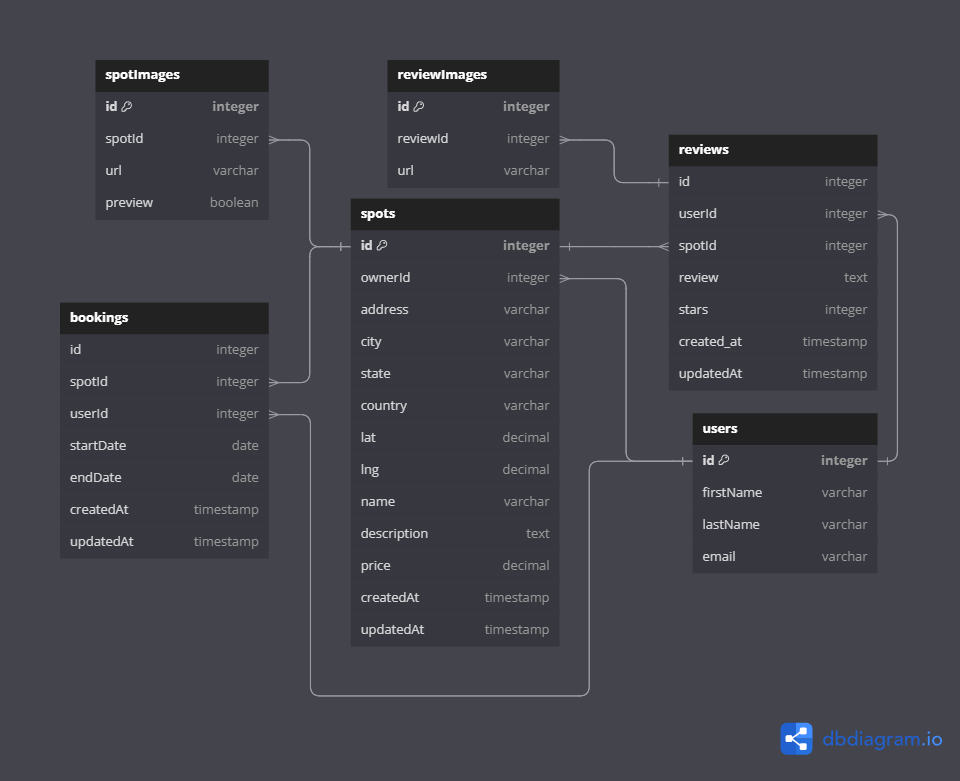 spotImages
id integer
spotId integer
url varchar
preview boolean
reviewImages
id integer
reviewId integer
url varchar
reviews
id integer
userId integer
spotId integer
review text
stars integer
created_at timestamp
updatedAt timestamp
spots
id integer
ownerId integer
address varchar
city varchar
state varchar
country varchar
lat decimal
lng decimal
name varchar
description text
price decimal
createdAt timestamp
updatedAt timestamp
bookings
id integer
spotId integer
userId integer
startDate date
endDate date
createdAt timestamp
updatedAt timestamp
users
id integer
firstName varchar
lastName varchar
email varchar
dbdiagram.io